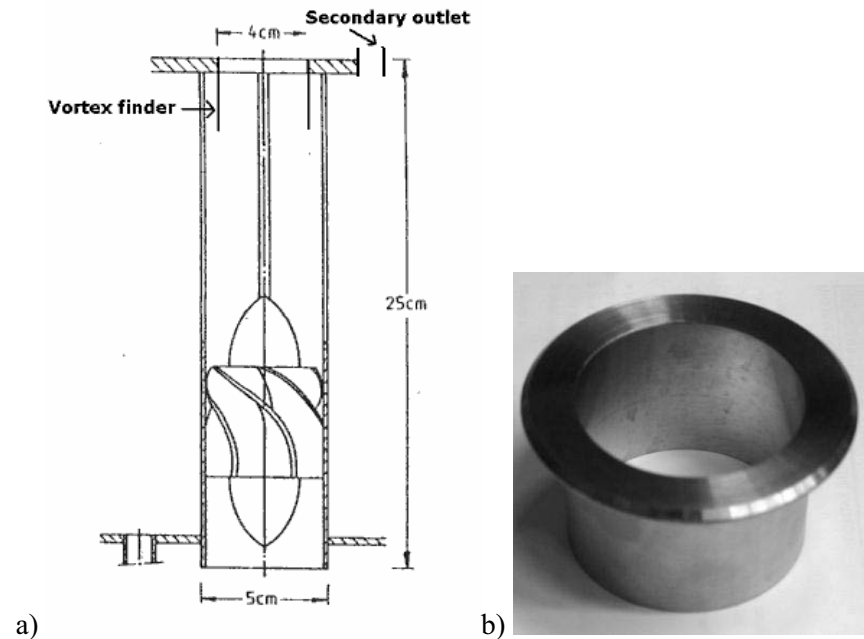 Secondary outlet
4cm
Vortex finder
25cm
5cm
a)
b)